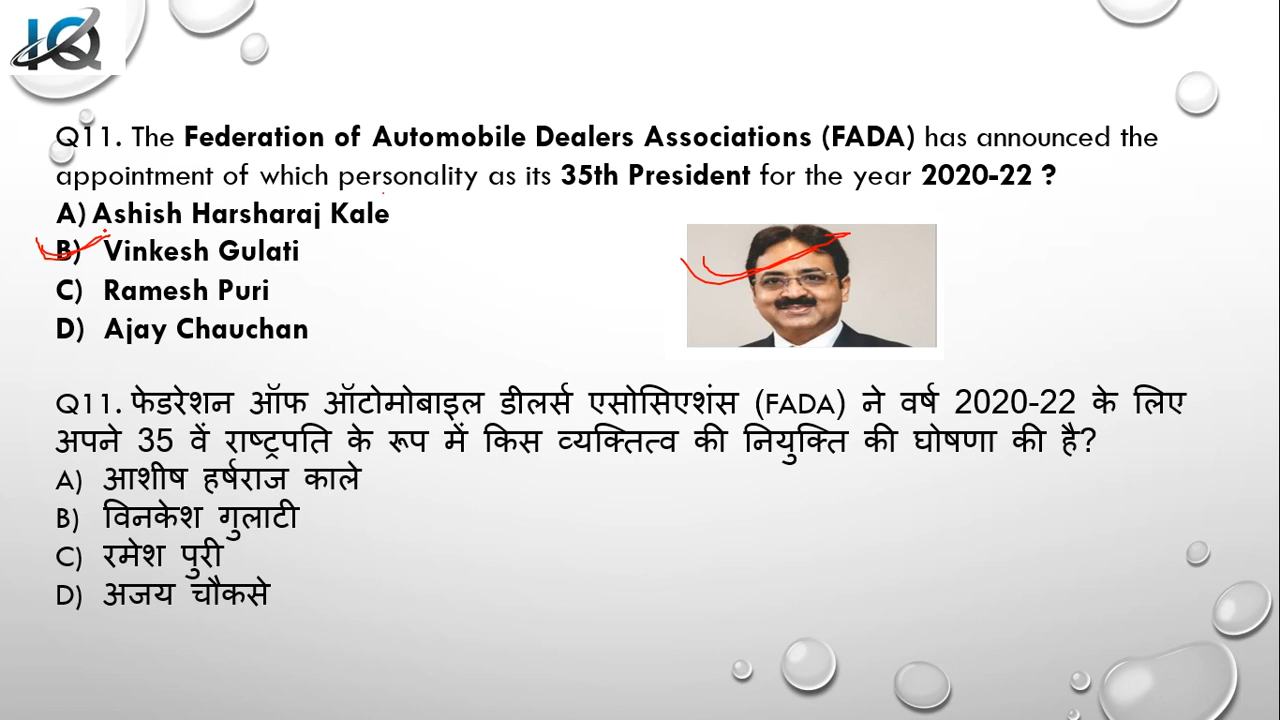 IQ
Q11. The Federation of Automobile Dealers Associations (FADA) has announced the
appointment of which personality as its 35th President for the year 2020-22 ?
A) Ashish Harsharaj Kale
B) Vinkesh Gulati
C) Ramesh Puri
D) Ajay Chauchan
Q11. फेडरेशन ऑफ ऑटोमोबाइल डीलर्स एसोसिएशंस (FADA) ने वर्ष 2020-22 के लिए
अपने 35 वें राष्ट्रपति के रूप में किस व्यक्तित्व की नियुक्ति की घोषणा की है?
A) आशीष हर्षराज काले
B) विनकेश गुलाटी
C) रमेश पुरी
D) अजय चौकसे